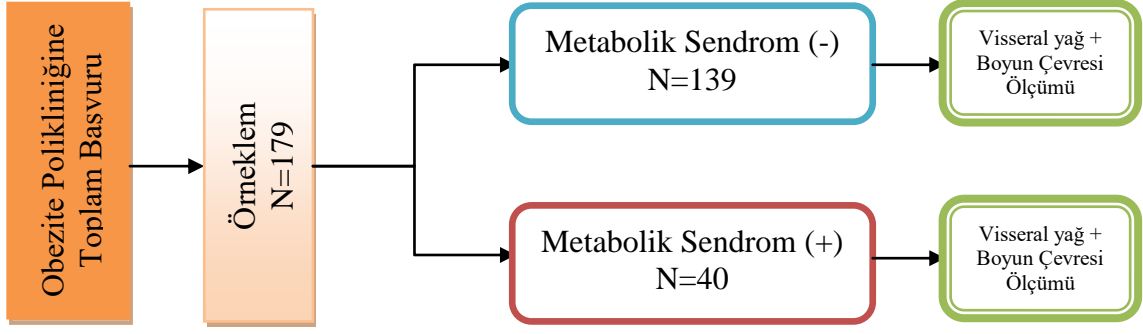 Obezite Polikliniğine
Toplam Başvuru
Örneklem
N=179
Metabolik Sendrom (-)
N=139
Visseral yağ +
Boyun Çevresi
Ölçümü
Metabolik Sendrom (+)
N=40
Visseral yağ +
Boyun Çevresi
Ölçümü